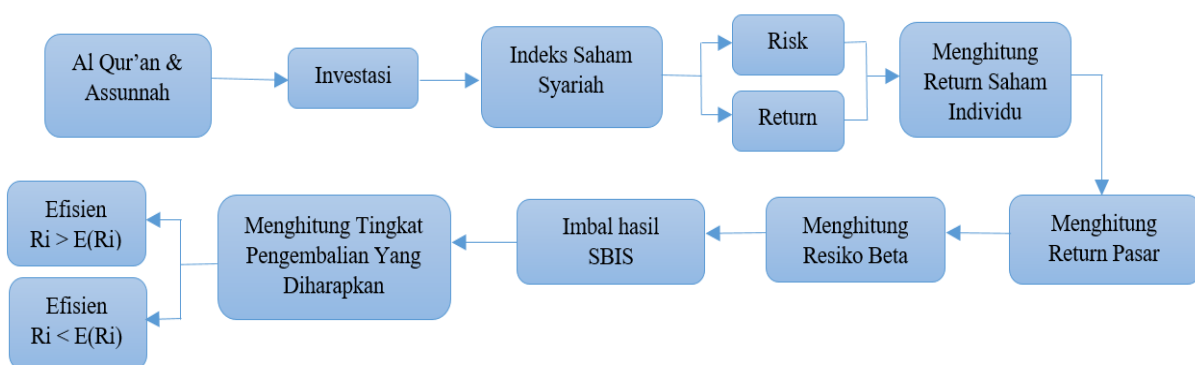 Al Qur'an &
Assunnah
Investasi
Indeks Saham
Syariah
Risk
Return
Menghitung
Return Saham
Individu
Menghitung
Return Pasar
Menghitung
Resiko Beta
Imbal hasil
SBIS
Menghitung Tingkat
Pengembalian Yang
Diharapkan
Efisien
Ri > E(Ri)
Efisien
Ri < E(Ri)